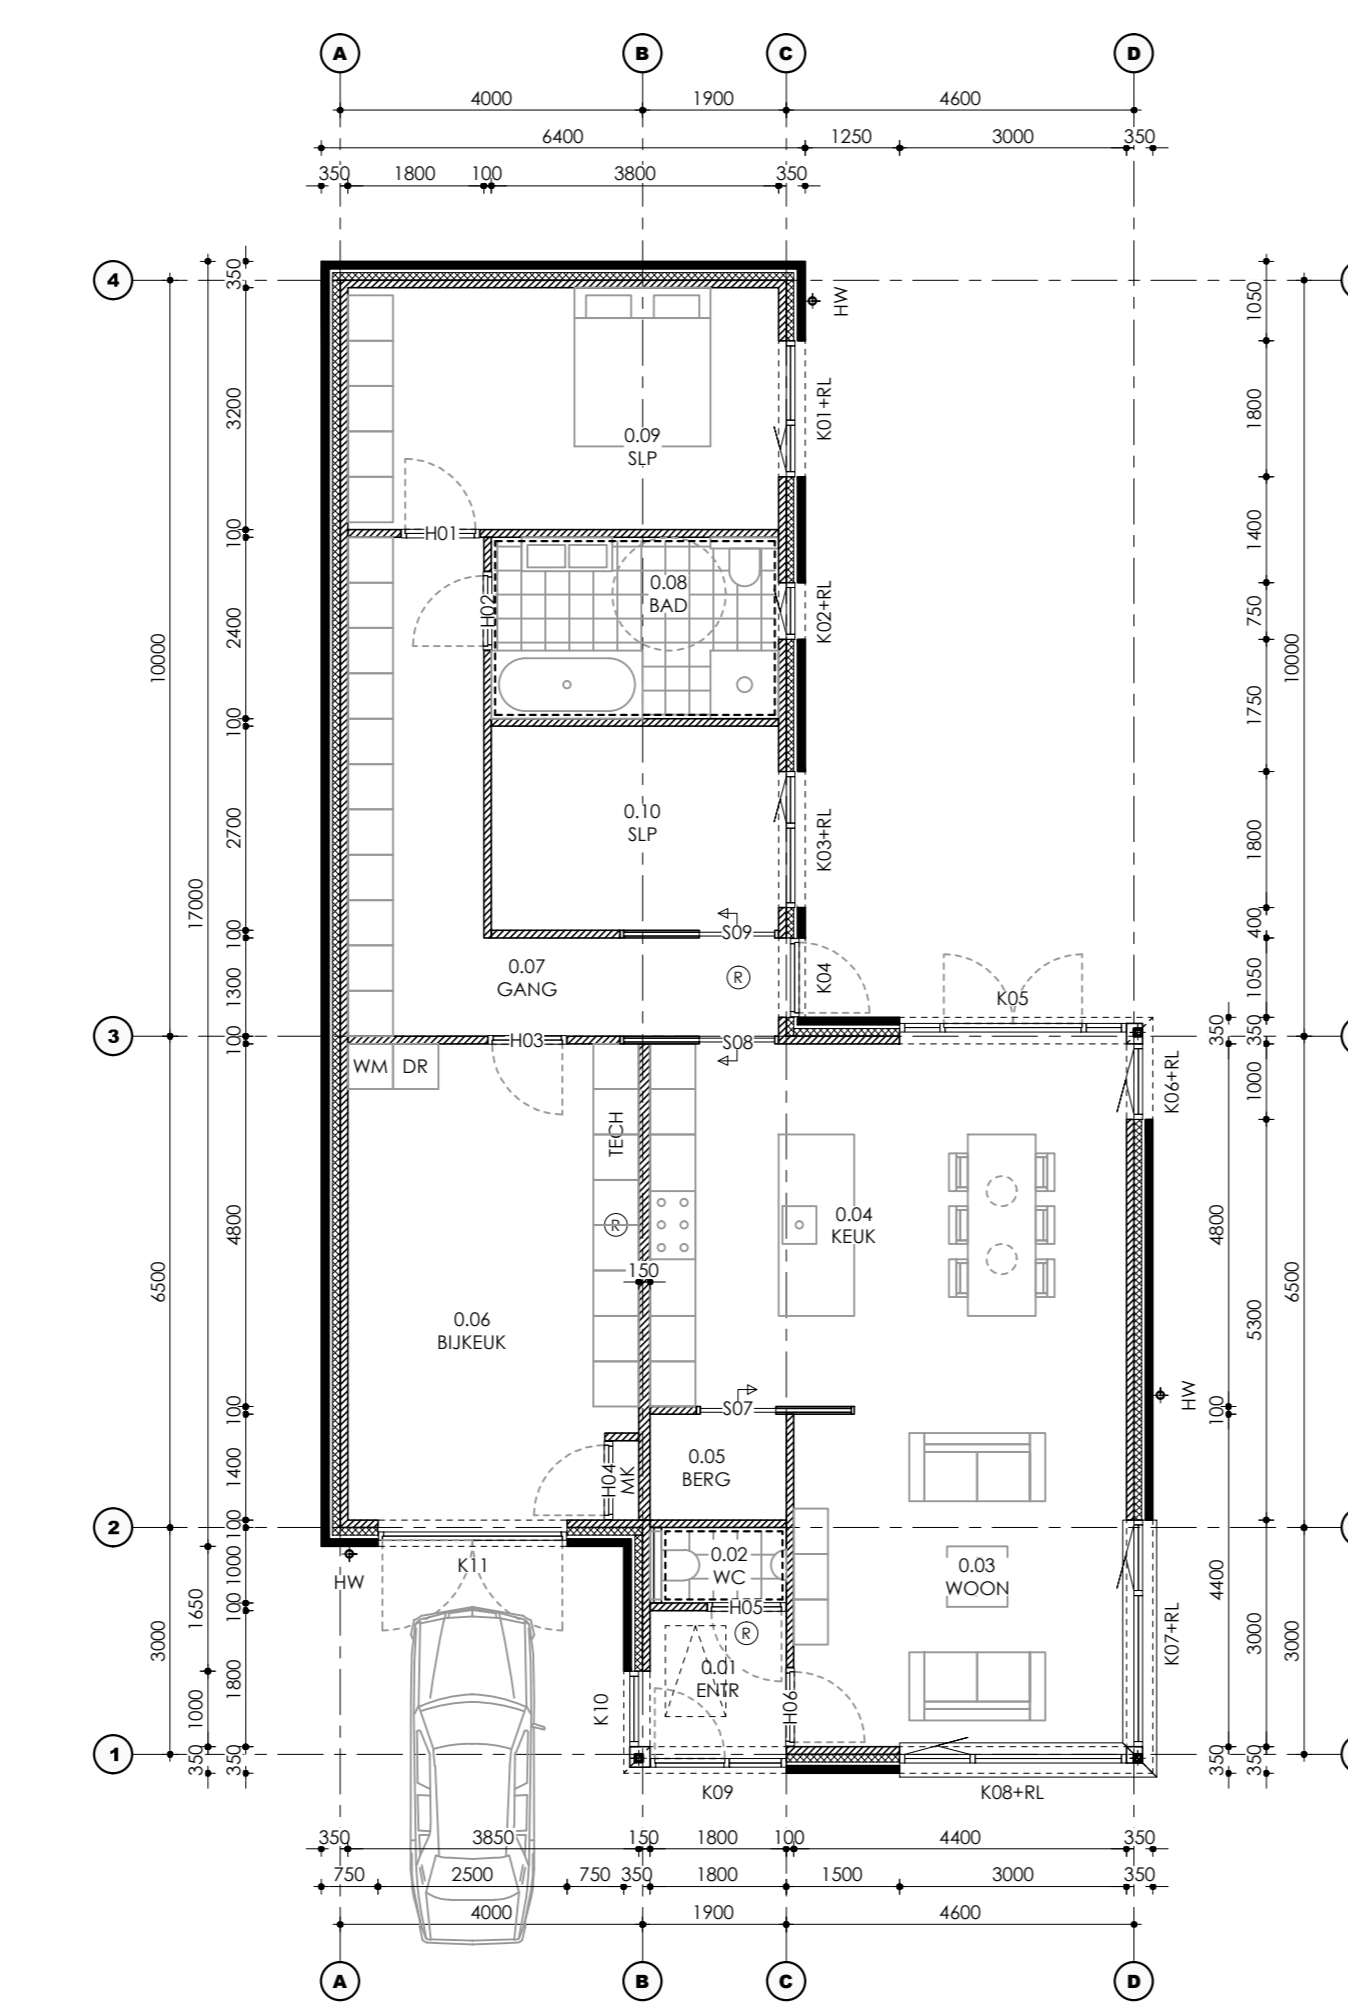 A B C D
4000 1900 4600
6400 1250 3000 350
350 1800 100 3800 350
4
350
1050
HW
3200
K01+RL
1800
0.09
SLP
100
H01
1400
10000
2400
H02
0.08
BAD
K02+RL
750
10000
100
1750
17000
2700
0.10
SLP
K03+RL
1800
100
S09
400
1300
0.07
GANG
R
K04
1050
K05
3
100
H03
S08
350
350
WM DR
TECH
K06+RL
1000
6500
4800
R
0.04
KEUK
4800
6500
150
0.06
BIJKEUK
5300
HW
100
S07
100
1400
H04
MK
0.05
BERG
2
100
K11
HW
1000
0.02
WC
0.03
WOON
4400
100
H05
R
1650
3000
1800
0.01
ENTR
K07+RL
3000
3000
1000
K10
H06
1
350
350
350
350
K09
K08+RL
350 3850 150 1800 100 4400 350
750 2500 750 350 1800 1500 3000 350
4000 1900 4600
A B C D